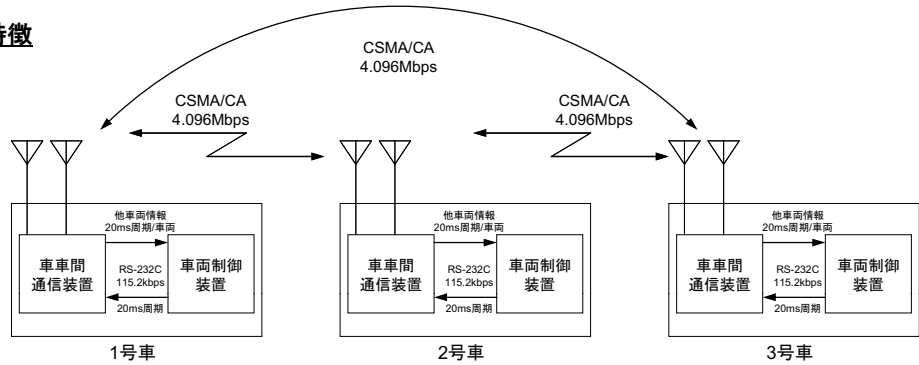 特徴
CSMA/CA
4.096Mbps
CSMA/CA
4.096Mbps
CSMA/CA
4.096Mbps
他車両情報
20ms周期/車両
車車間
通信装置
RS-232C
115.2kbps
車両制御
装置
20ms周期
1号車
他車両情報
20ms周期/車両
車車間
通信装置
RS-232C
115.2kbps
車両制御
装置
20ms周期
2号車
他車両情報
20ms周期/車両
車車間
通信装置
RS-232C
115.2kbps
車両制御
装置
20ms周期
3号車